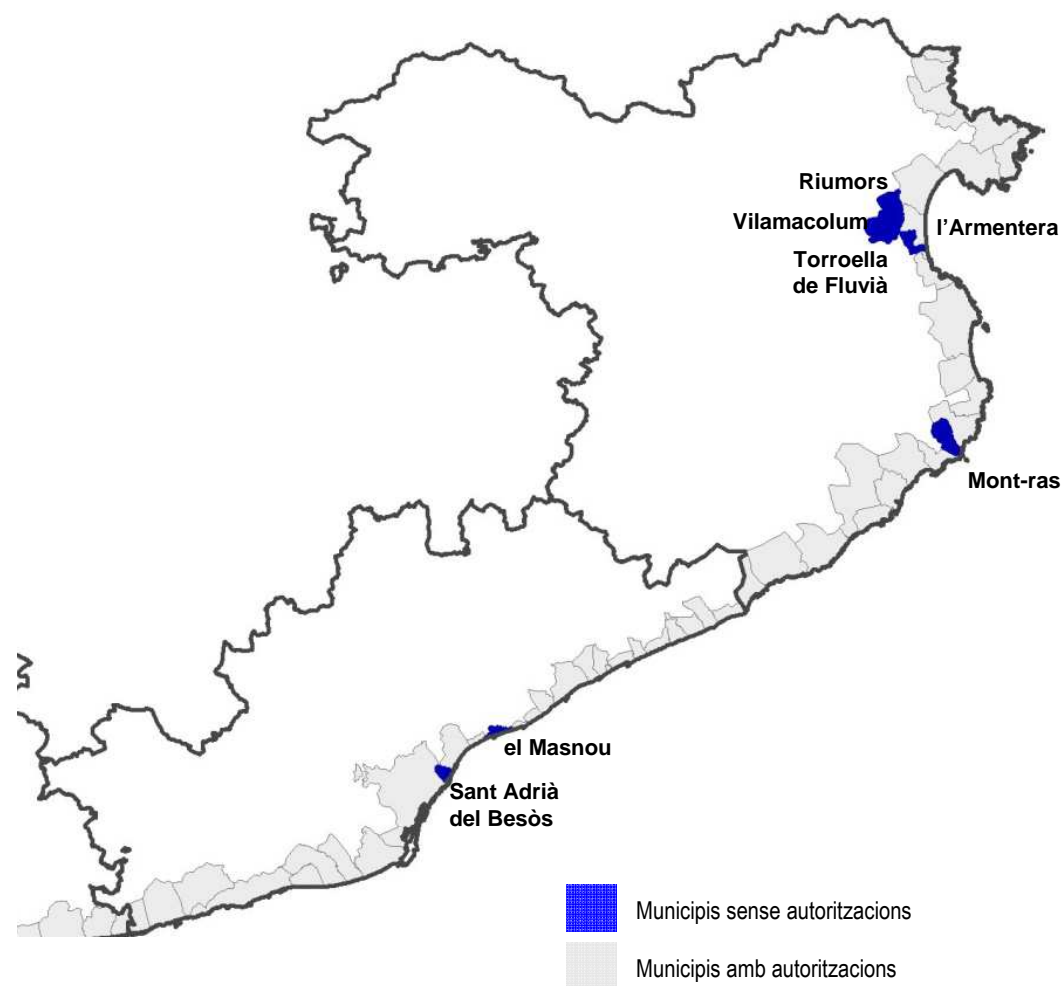 Riumors
Vilamacolum
l’Armentera
Torroella
de Fluvià
Mont-ras
el Masnou
Sant Adrià
del Besòs
Municipis sense autoritzacions
Municipis amb autoritzacions